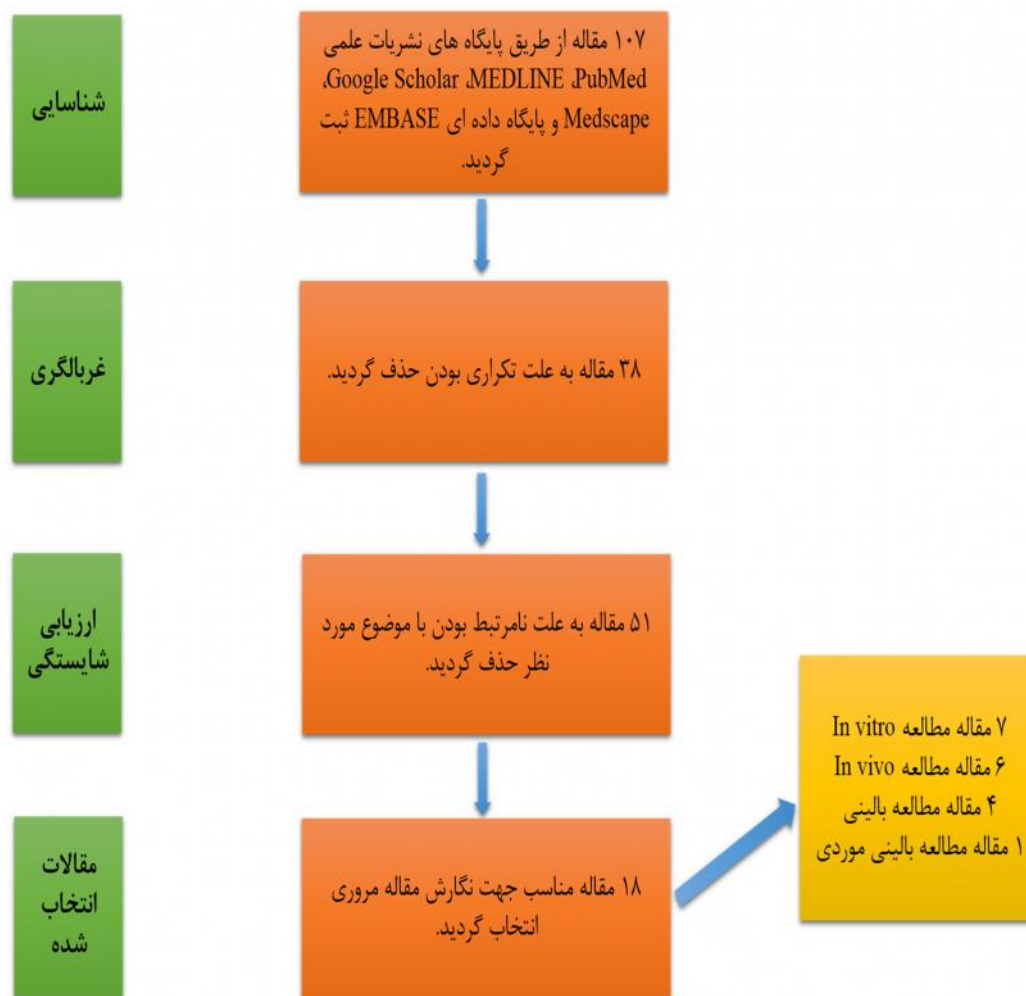 شناسایی
۱۰۷ مقاله از طریق پایگاه های نشریات علمی
Google Scholar ،MEDLINE ،PubMed،
Medscape و پایگاه داده ای EMBASE ثبت
گردید.
غربالگری
۳۸ مقاله به علت تکراری بودن حذف گردید.
ارزیابی
شایستگی
۵۱ مقاله به علت نامرتبط بودن با موضوع مورد
نظر حذف گردید.
مقالات
انتخاب
شده
۱۸ مقاله مناسب جهت نگارش مقاله مروری
انتخاب گردید.
۷ مقاله مطالعه In vitro
۶ مقاله مطالعه In vivo
۴ مقاله مطالعه بالینی
۱ مقاله مطالعه بالینی موردی